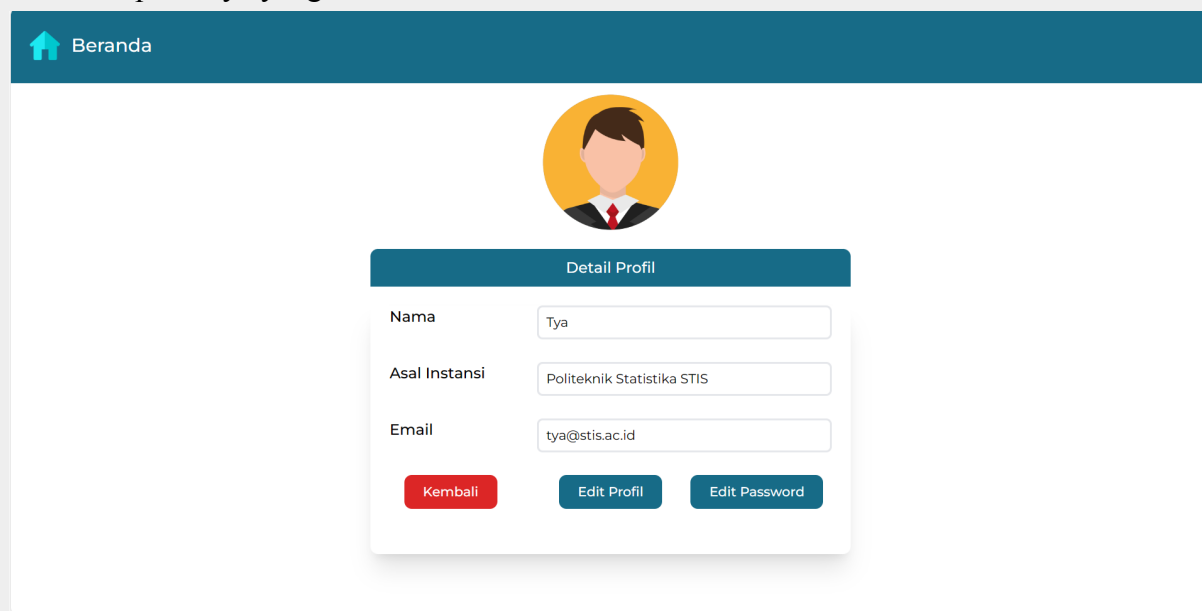 Beranda
Detail Profil
Nama
Tya
Asal Instansi
Politeknik Statistika STIS
Email
tya@stis.ac.id
Kembali Edit Profil Edit Password